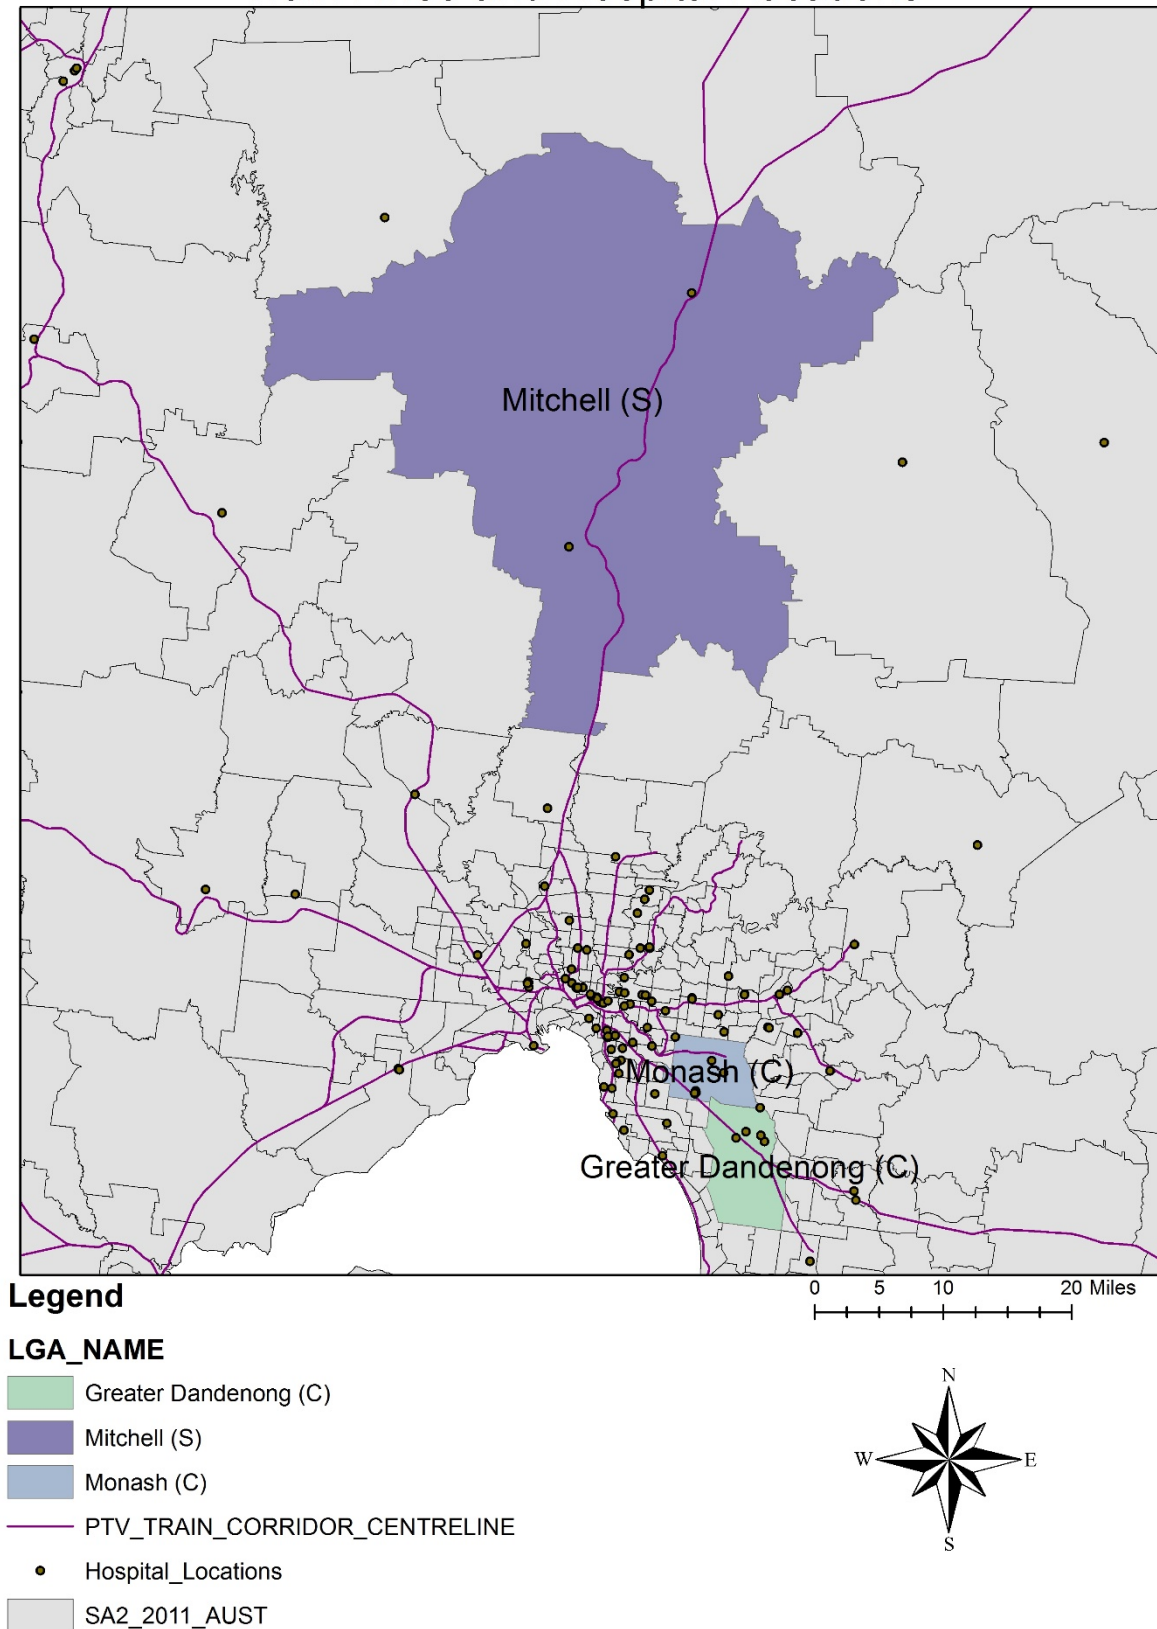 Mitchell (S)
Monash (C)
Greater Dandenong (C)
Legend
0 5 10 20 Miles
LGA_NAME
Greater Dandenong (C)
Mitchell (S)
Monash (C)
PTV_TRAIN_CORRIDOR_CENTRELINE
Hospital_Locations
SA2_2011_AUST
N
W E
S